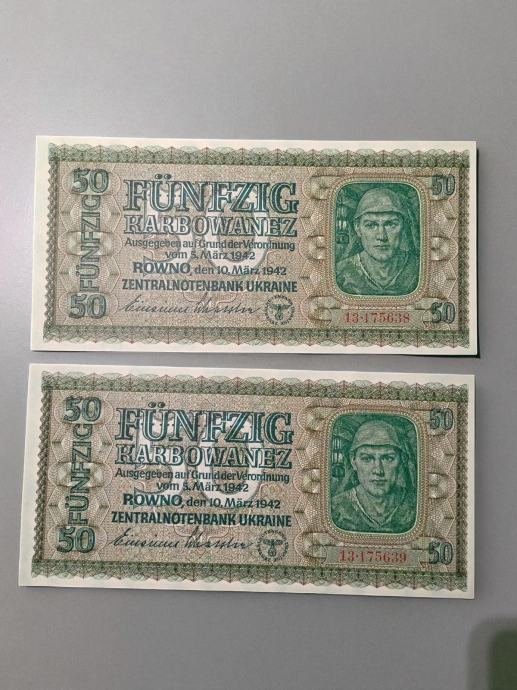 50
FÜNFZIG
50
FÜNFZIG
KARBOWANEZ
Ausgegeben auf Grund der Verordnung
vom 5. März 1942
ROWNO, den 10. März 1942
ZENTRALNOTENBANK UKRAINE
50
13·175638
50
50
FÜNFZIG
50
FÜNFZIG
KARBOWANEZ
Ausgegeben auf Grund der Verordnung
vom 5. März 1942
ROWNO, den 10. März 1942
ZENTRALNOTENBANK UKRAINE
50
13·175639
50